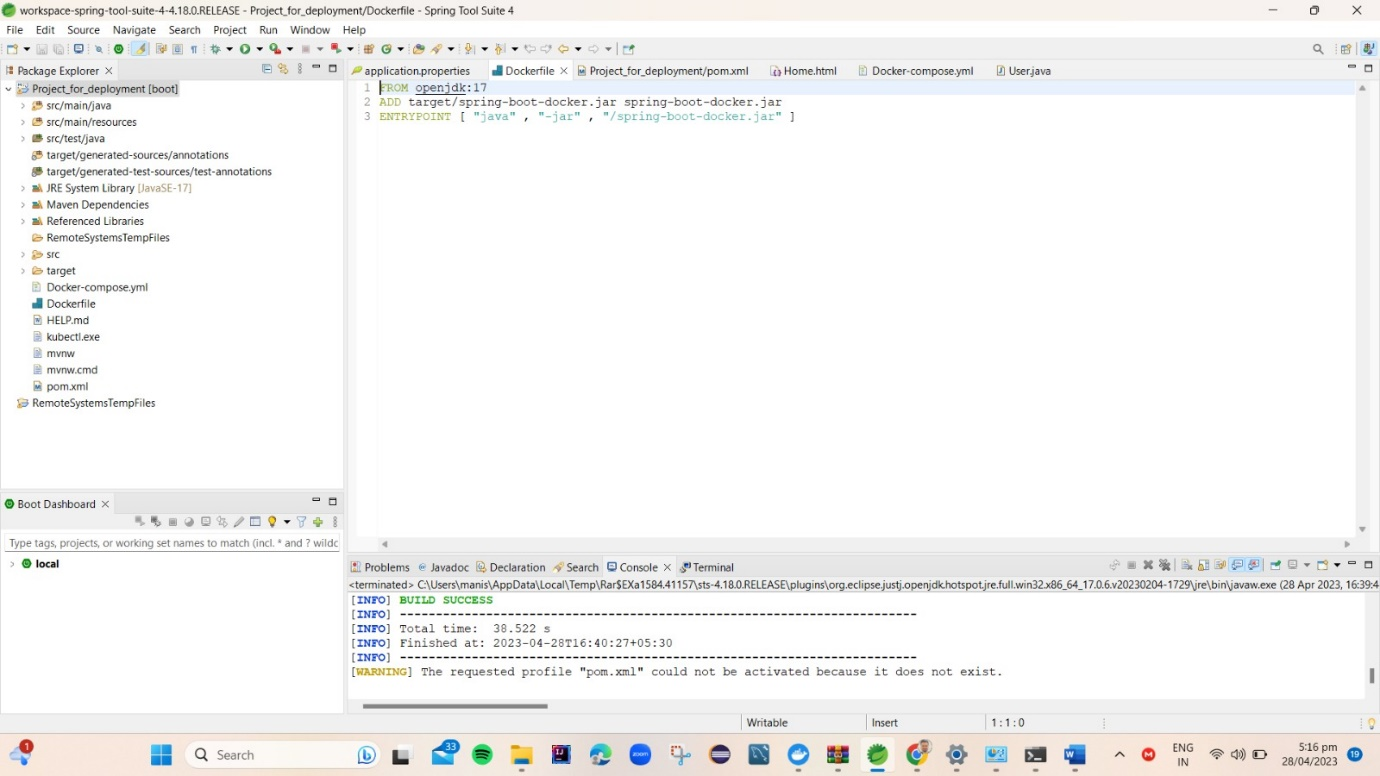 workspace-spring-tool-suite-4-4.18.0.RELEASE - Project_for_deployment/Dockerfile - Spring Tool Suite 4
File Edit Source Navigate Search Project Run Window Help
Package Explorer
Project_for_deployment [boot]
src/main/java
src/main/resources
src/test/java
target/generated-sources/annotations
target/generated-test-sources/test-annotations
JRE System Library [JavaSE-17]
Maven Dependencies
Referenced Libraries
RemoteSystemsTempFiles
src
target
Docker-compose.yml
Dockerfile
HELP.md
kubectl.exe
mvnw
mvnw.cmd
pom.xml
RemoteSystemsTempFiles
application.properties Dockerfile Project_for_deployment/pom.xml Home.html Docker-compose.yml User.java
1 FROM openjdk:17
2 ADD target/spring-boot-docker.jar spring-boot-docker.jar
3 ENTRYPOINT [ "java" , "-jar" , "/spring-boot-docker.jar" ]
Boot Dashboard
Type tags, projects, or working set names to match (incl. * and ? wildc
local
Problems Javadoc Declaration Search Console Terminal
<terminated> C:\Users\manis\AppData\Local\Temp\Rar$EXa1584.41157\sts-4.18.0.RELEASE\plugins\org.eclipse.justj.openjdk.hotspot.jre.full.win32.x86_64_17.0.6.v20230204-1729\jre\bin\javaw.exe (28 Apr 2023, 16:39:4
[INFO] BUILD SUCCESS
[INFO] ------------------------------------------------------------------------
[INFO] Total time:  38.522 s
[INFO] Finished at: 2023-04-28T16:40:27+05:30
[INFO] ------------------------------------------------------------------------
[WARNING] The requested profile "pom.xml" could not be activated because it does not exist.
Writable Insert 1 : 1 : 0
1
Search
33
zoom
ENG
IN
5:16 pm
28/04/2023
19